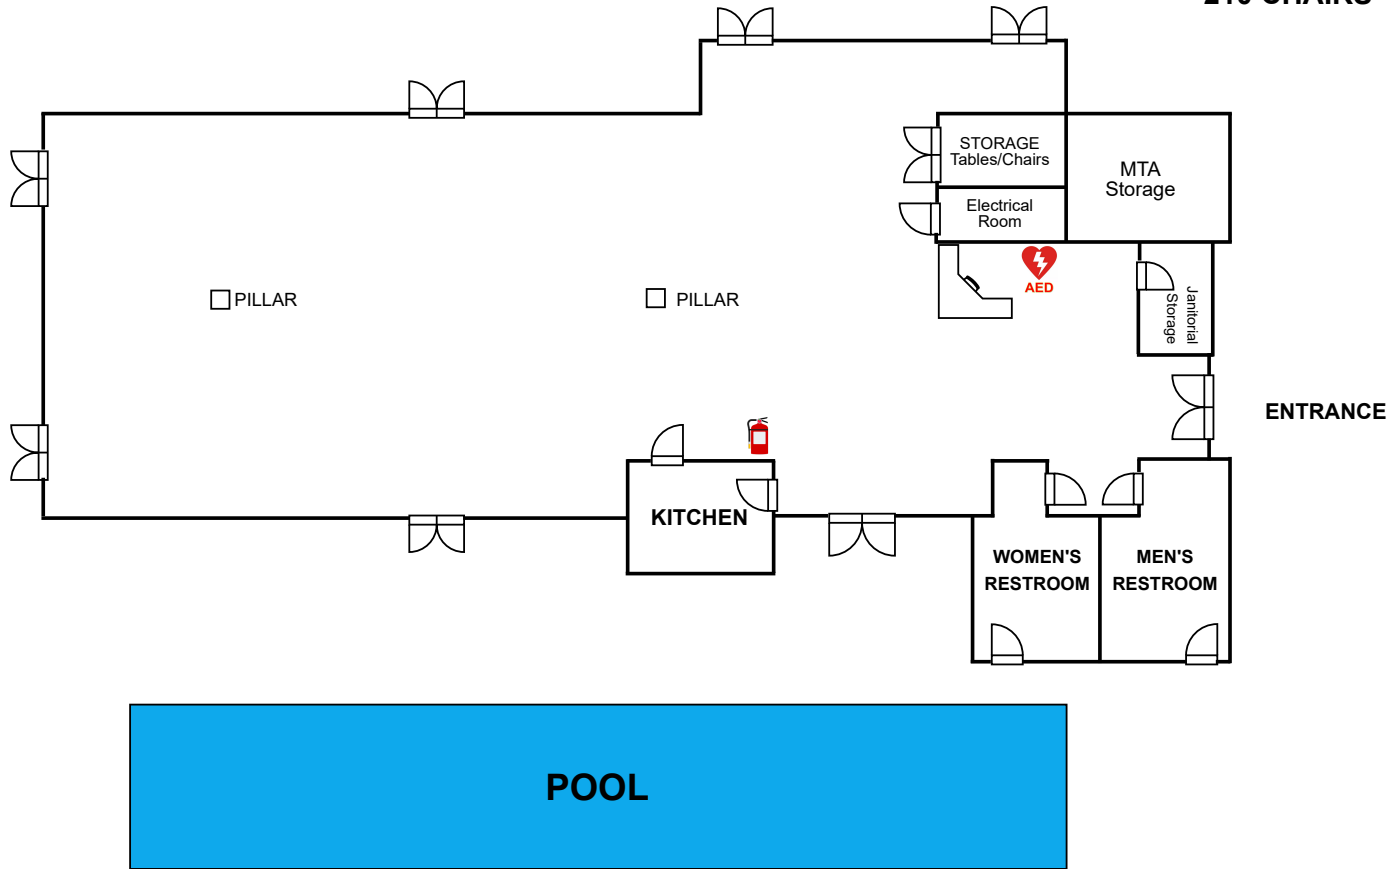 STORAGE
Tables/Chairs
MTA
Storage
Electrical
Room
AED
Janitorial
Storage
PILLAR
PILLAR
ENTRANCE
KITCHEN
WOMEN'S
RESTROOM
MEN'S
RESTROOM
POOL